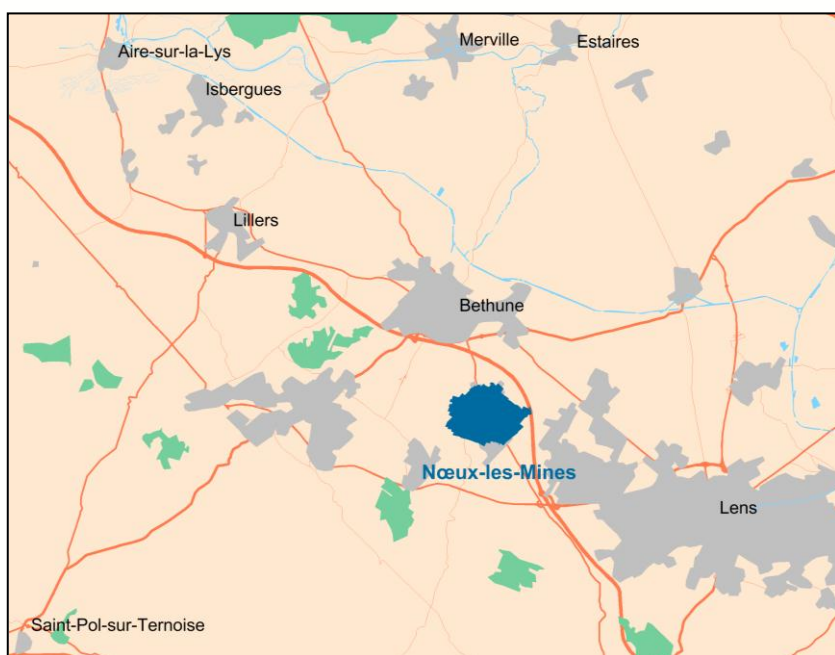 Merville
Estaires
Aire-sur-la-Lys
Isbergues
Lillers
Bethune
Nœux-les-Mines
Lens
Saint-Pol-sur-Ternoise